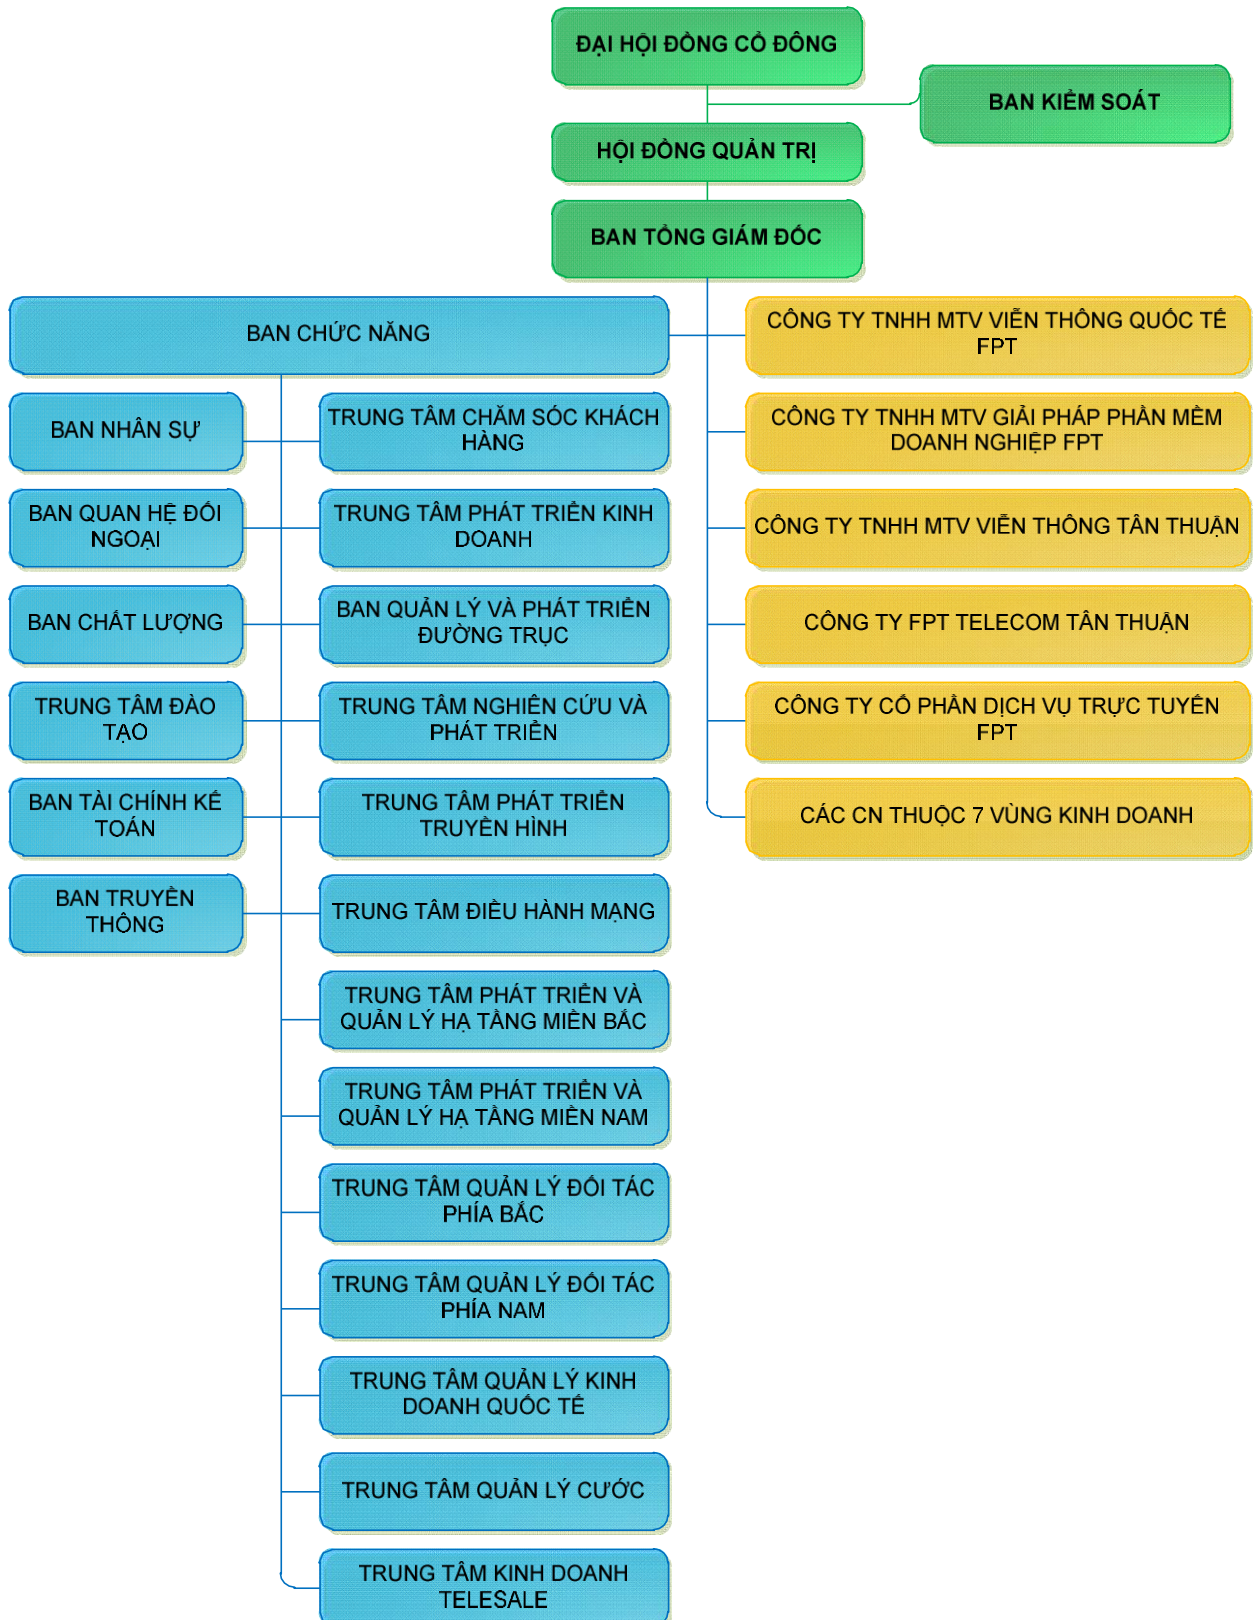 ĐẠI HỘI ĐỒNG CỔ ĐÔNG
BAN KIỂM SOÁT
HỘI ĐỒNG QUẢN TRỊ
BAN TỔNG GIÁM ĐỐC
BAN CHỨC NĂNG
CÔNG TY TNHH MTV VIỄN THÔNG QUỐC TẾ
FPT
BAN NHÂN SỰ
TRUNG TÂM CHĂM SÓC KHÁCH
HÀNG
CÔNG TY TNHH MTV GIẢI PHÁP PHẦN MỀM
DOANH NGHIỆP FPT
BAN QUAN HỆ ĐỐI
NGOẠI
TRUNG TÂM PHÁT TRIỂN KINH
DOANH
CÔNG TY TNHH MTV VIỄN THÔNG TÂN THUẬN
BAN CHẤT LƯỢNG
BAN QUẢN LÝ VÀ PHÁT TRIỂN
ĐƯỜNG TRỤC
CÔNG TY FPT TELECOM TÂN THUẬN
TRUNG TÂM ĐÀO
TẠO
TRUNG TÂM NGHIÊN CỨU VÀ
PHÁT TRIỂN
CÔNG TY CỔ PHẦN DỊCH VỤ TRỰC TUYẾN
FPT
BAN TÀI CHÍNH KẾ
TOÁN
TRUNG TÂM PHÁT TRIỂN
TRUYỀN HÌNH
CÁC CN THUỘC 7 VÙNG KINH DOANH
BAN TRUYỀN
THÔNG
TRUNG TÂM ĐIỀU HÀNH MẠNG
TRUNG TÂM PHÁT TRIỂN VÀ
QUẢN LÝ HẠ TẦNG MIỀN BẮC
TRUNG TÂM PHÁT TRIỂN VÀ
QUẢN LÝ HẠ TẦNG MIỀN NAM
TRUNG TÂM QUẢN LÝ ĐỐI TÁC
PHÍA BẮC
TRUNG TÂM QUẢN LÝ ĐỐI TÁC
PHÍA NAM
TRUNG TÂM QUẢN LÝ KINH
DOANH QUỐC TẾ
TRUNG TÂM QUẢN LÝ CƯỚC
TRUNG TÂM KINH DOANH
TELESALE